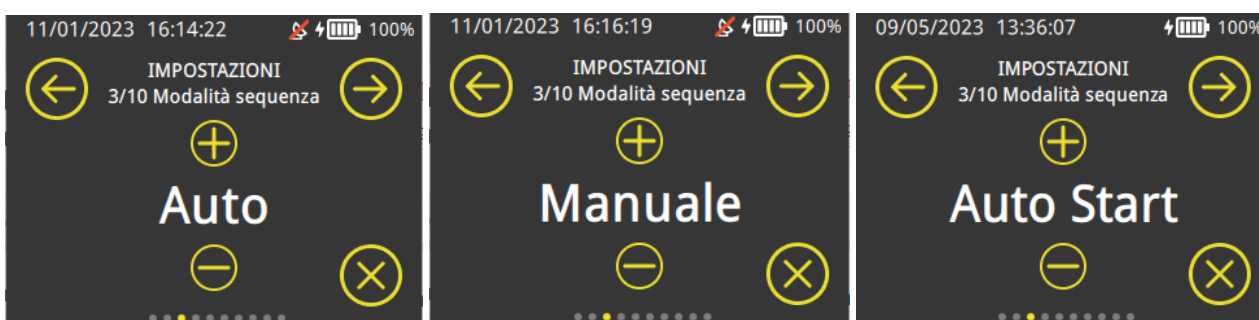 11/01/2023 16:14:22 100%
IMPOSTAZIONI
3/10 Modalità sequenza
Auto
11/01/2023 16:16:19 100%
IMPOSTAZIONI
3/10 Modalità sequenza
Manuale
09/05/2023 13:36:07 100%
IMPOSTAZIONI
3/10 Modalità sequenza
Auto Start